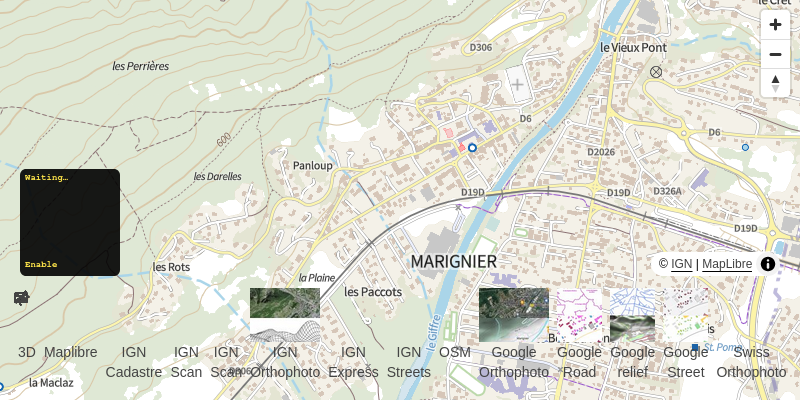 le Cret
D306
le Vieux Pont
les Perrières
600
D6
D6
D2026
Panloup
les Darelles
D19D
D19D
D326A
D19D
Waiting…
Enable
MARIGNIER
© IGN | MapLibre
les Rots
la Plaine
les Paccots
le Giffre
St. Pomp
3D Maplibre IGN Cadastre IGN Scan IGN Scan IGN Orthophoto IGN Express IGN Streets OSM Google Orthophoto Google Road Google relief Google Street Swiss Orthophoto
la Maclaz